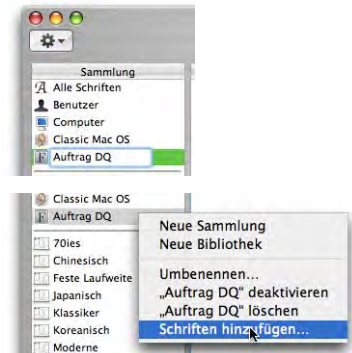 Sammlung
Alle Schriften
Benutzer
Computer
Classic Mac OS
Auftrag DQ
Classic Mac OS
Auftrag DQ
70ies
Chinesisch
Feste Laufweite
Japanisch
Klassiker
Koreanisch
Moderne
Neue Sammlung
Neue Bibliothek
Umbenennen...
„Auftrag DQ“ deaktivieren
„Auftrag DQ“ löschen
Schriften hinzufügen...